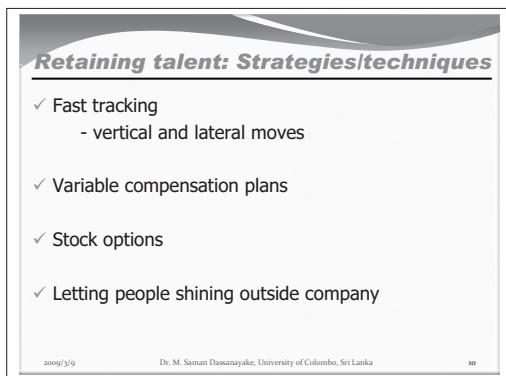 Retaining talent: Strategies/techniques
✓ Fast tracking
- vertical and lateral moves
✓ Variable compensation plans
✓ Stock options
✓ Letting people shining outside company
2009/3/9 Dr. M. Saman Dassanayake, University of Colombo, Sri Lanka 10